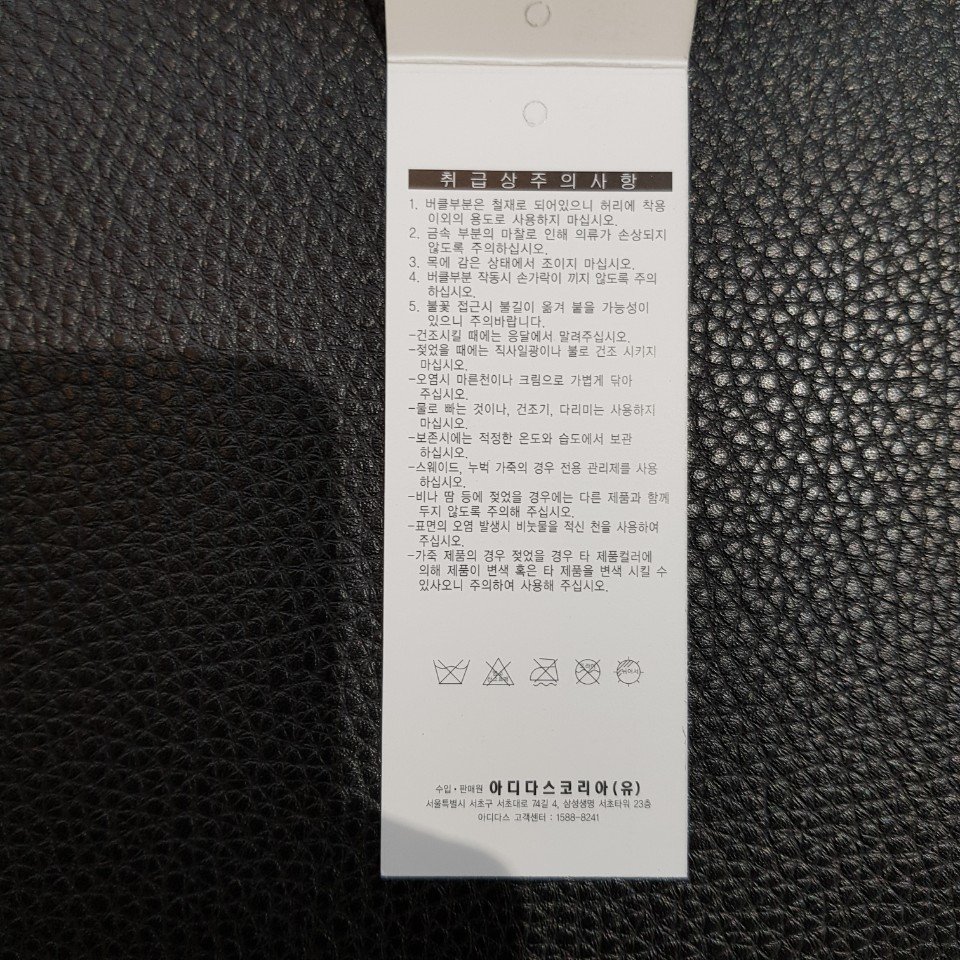 취급상주의사항
1. 버클부분은 철재로 되어있으니 허리에 착용
이외의 용도로 사용하지 마십시오.
2. 금속 부분의 마찰로 인해 의류가 손상되지
않도록 주의하십시오.
3. 목에 감은 상태에서 조이지 마십시오.
4. 버클부분 작동시 손가락이 끼지 않도록 주의
하십시오.
5. 불꽃 접근시 불길이 옮겨 붙을 가능성이
있으니 주의바랍니다.
-건조시킬 때에는 응달에서 말려주십시오.
-젖었을 때에는 직사일광이나 불로 건조 시키지
마십시오.
-오염시 마른천이나 크림으로 가볍게 닦아
주십시오.
-물로 빠는 것이나, 건조기, 다리미는 사용하지
마십시오.
-보존시에는 적정한 온도와 습도에서 보관
하십시오.
-스웨이드, 누벅 가죽의 경우 전용 관리제를 사용
하십시오.
-비나 땀 등에 젖었을 경우에는 다른 제품과 함께
두지 않도록 주의해 주십시오.
-표면의 오염 발생시 비눗물을 적신 천을 사용하여
주십시오.
-가죽 제품의 경우 젖었을 경우 타 제품컬러에
의해 제품이 변색 혹은 타 제품을 변색 시킬 수
있사오니 주의하여 사용해 주십시오.
수입·판매원 아디다스코리아(유)
서울특별시 서초구 서초대로 74길 4, 삼성생명 서초타워 23층
아디다스 고객센터 : 1588-8241